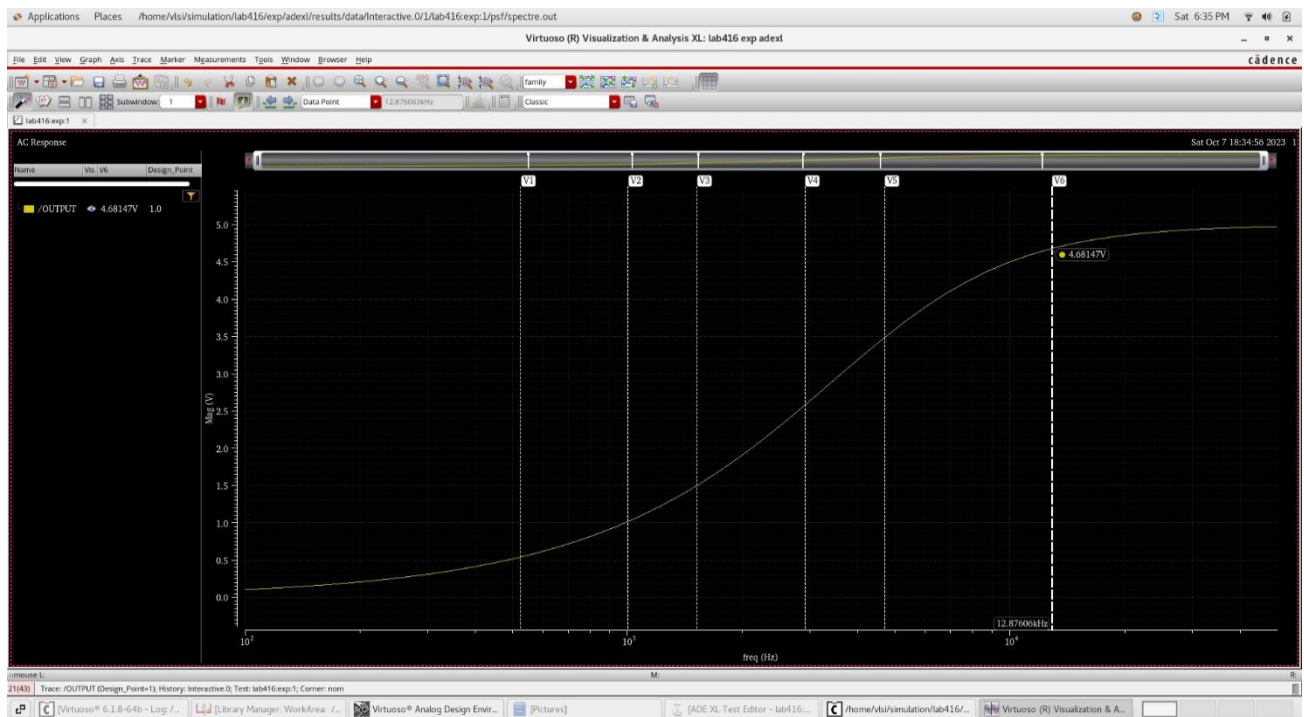 Applications Places /home/vlsi/simulation/lab416/exp/adexl/results/data/Interactive.0/1/lab416:exp:1/psf/spectre.out Sat 6:35 PM
Virtuoso (R) Visualization & Analysis XL: lab416 exp adexl
File Edit View Graph Axis Trace Marker Measurements Tools Window Browser Help cādence
family
Subwindow: 1 Data Point 12.876063kHz Classic
lab416:exp:1
AC Response Sat Oct 7 18:34:56 2023 1
Name Vis V6 Design_Point
/OUTPUT 4.68147V 1.0
V1 V2 V3 V4 V5 V6
5.0
4.68147V
4.5
4.0
3.5
3.0
Mag (V)
2.5
2.0
1.5
1.0
0.5
0.0
12.87606kHz
10² 10³ 10⁴
freq (Hz)
mouse L: M: R:
21(43) Trace: /OUTPUT (Design_Point=1); History: Interactive.0; Test: lab416:exp:1; Corner: nom
[Virtuoso® 6.1.8-64b - Log: /... [Library Manager: WorkArea: /... Virtuoso® Analog Design Envir... [Pictures] [ADE XL Test Editor - lab416:... /home/vlsi/simulation/lab416/... Virtuoso (R) Visualization & A...